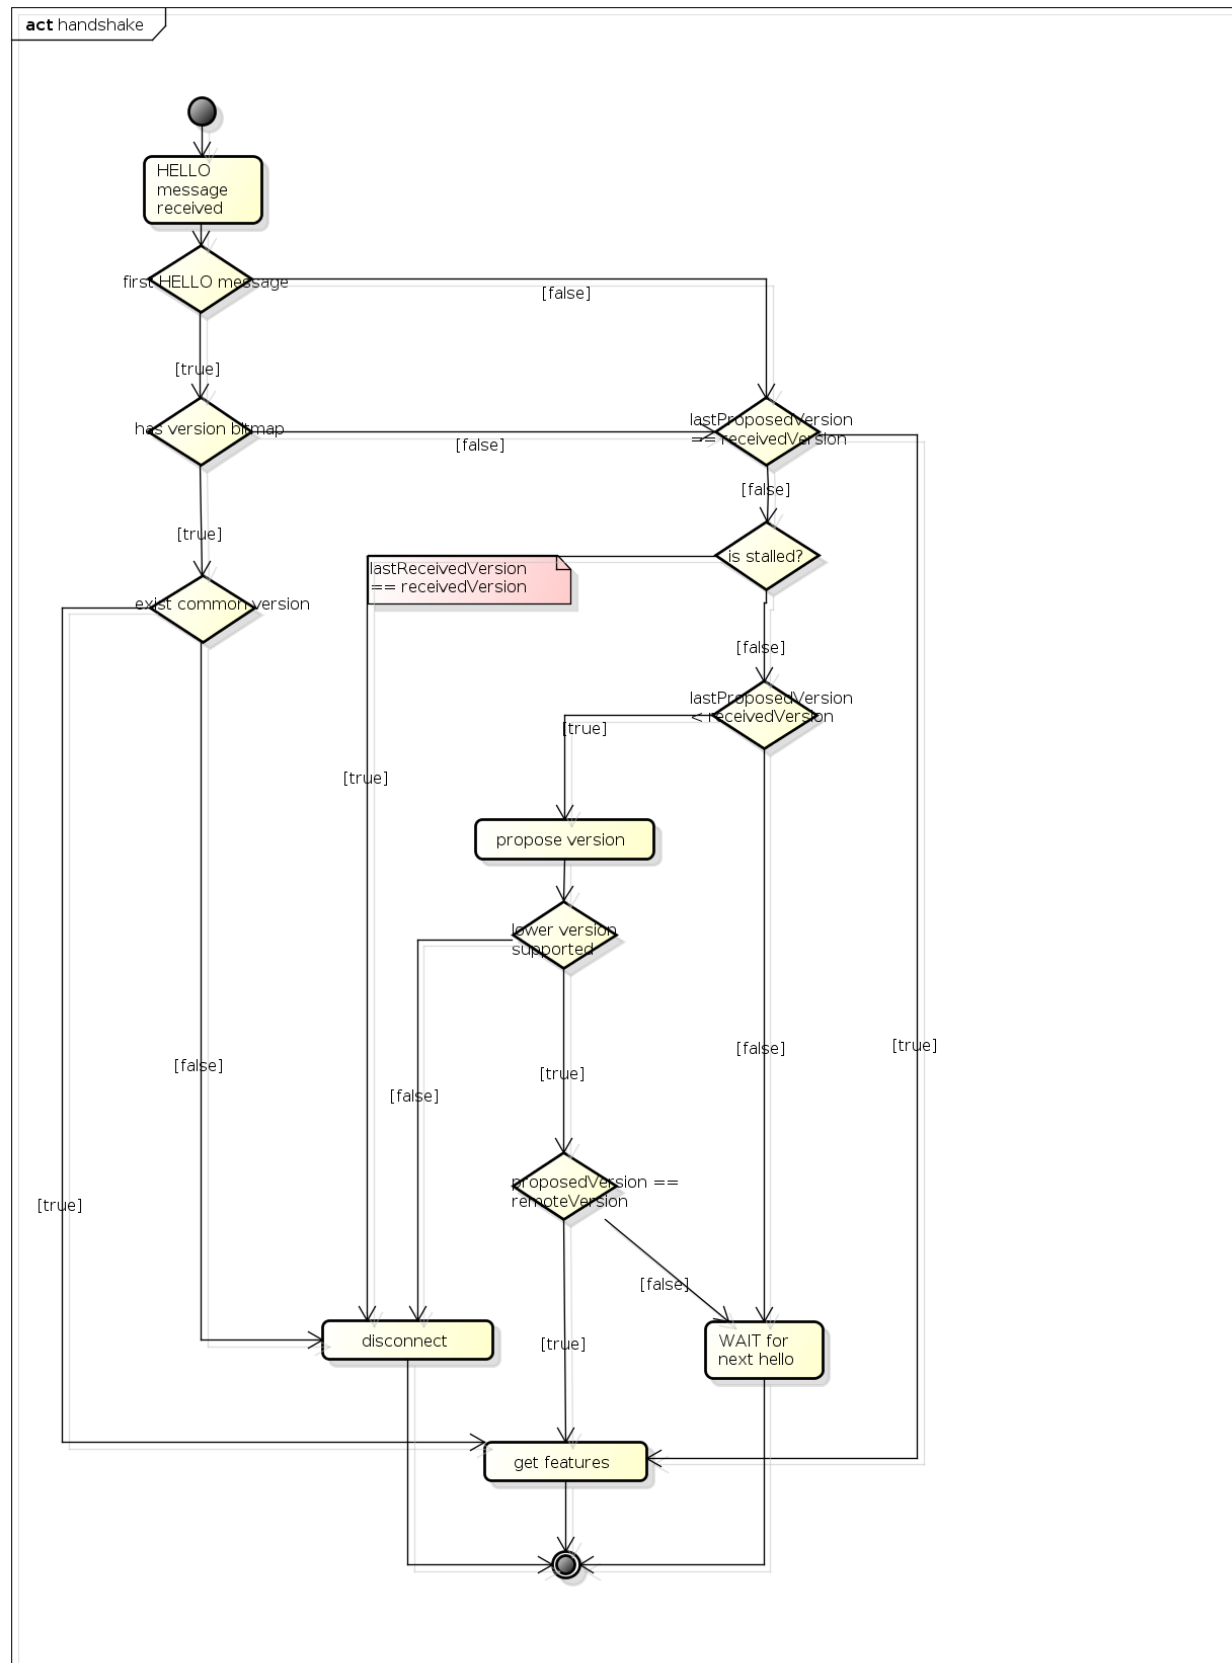 act handshake
HELLO
message
received
first HELLO message
[false]
[true]
has version bitmap
[false]
lastProposedVersion
== receivedVersion
[false]
[true]
is stalled?
lastReceivedVersion
== receivedVersion
exist common version
[false]
lastProposedVersion
< receivedVersion
[true]
[true]
propose version
lower version
supported
[false]
[true]
[false]
[true]
[false]
[true]
proposedVersion ==
remoteVersion
[false]
[true]
disconnect
WAIT for
next hello
get features